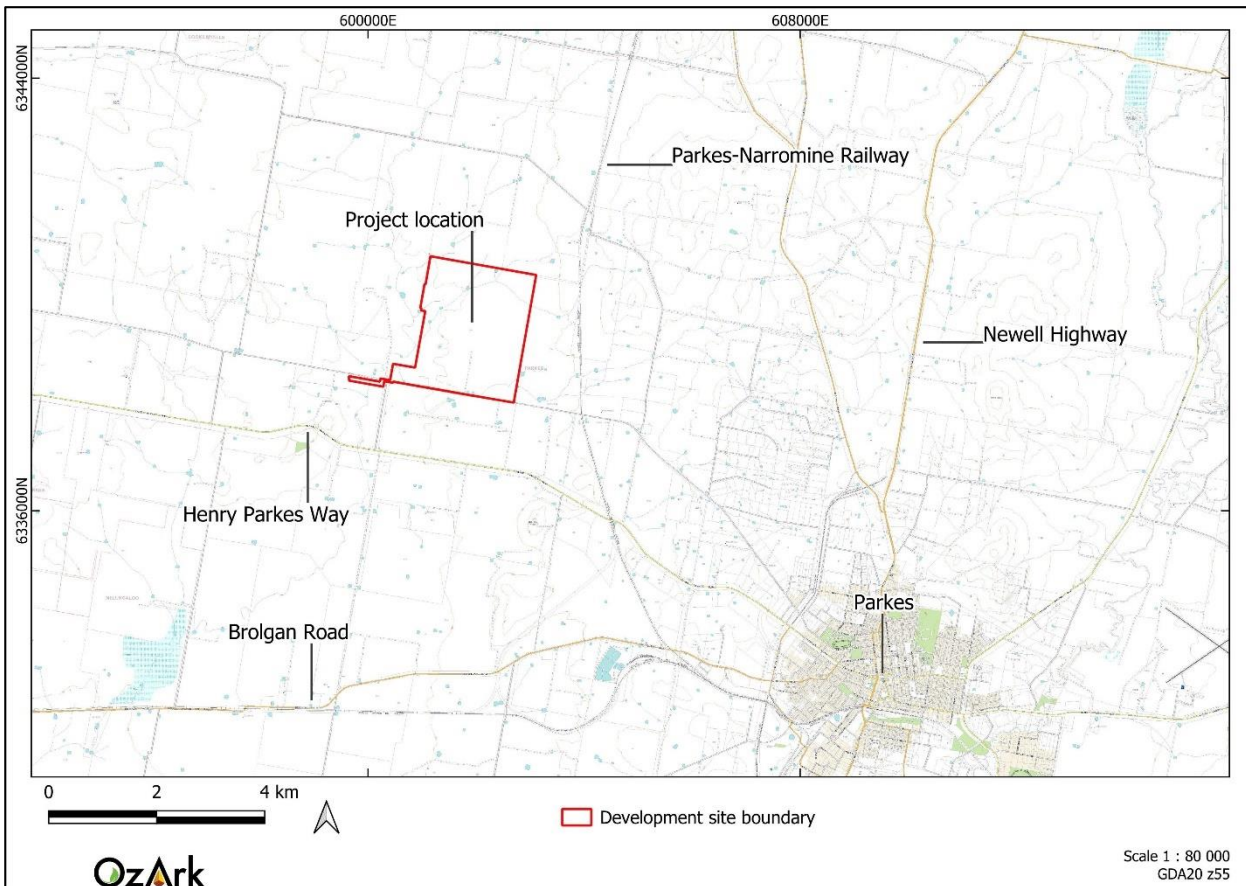 600000E
608000E
6344000N
6336000N
Parkes-Narromine Railway
Project location
Newell Highway
Henry Parkes Way
Brolgan Road
Parkes
0 2 4 km
Development site boundary
OzArk
Scale 1 : 80 000
GDA20 z55